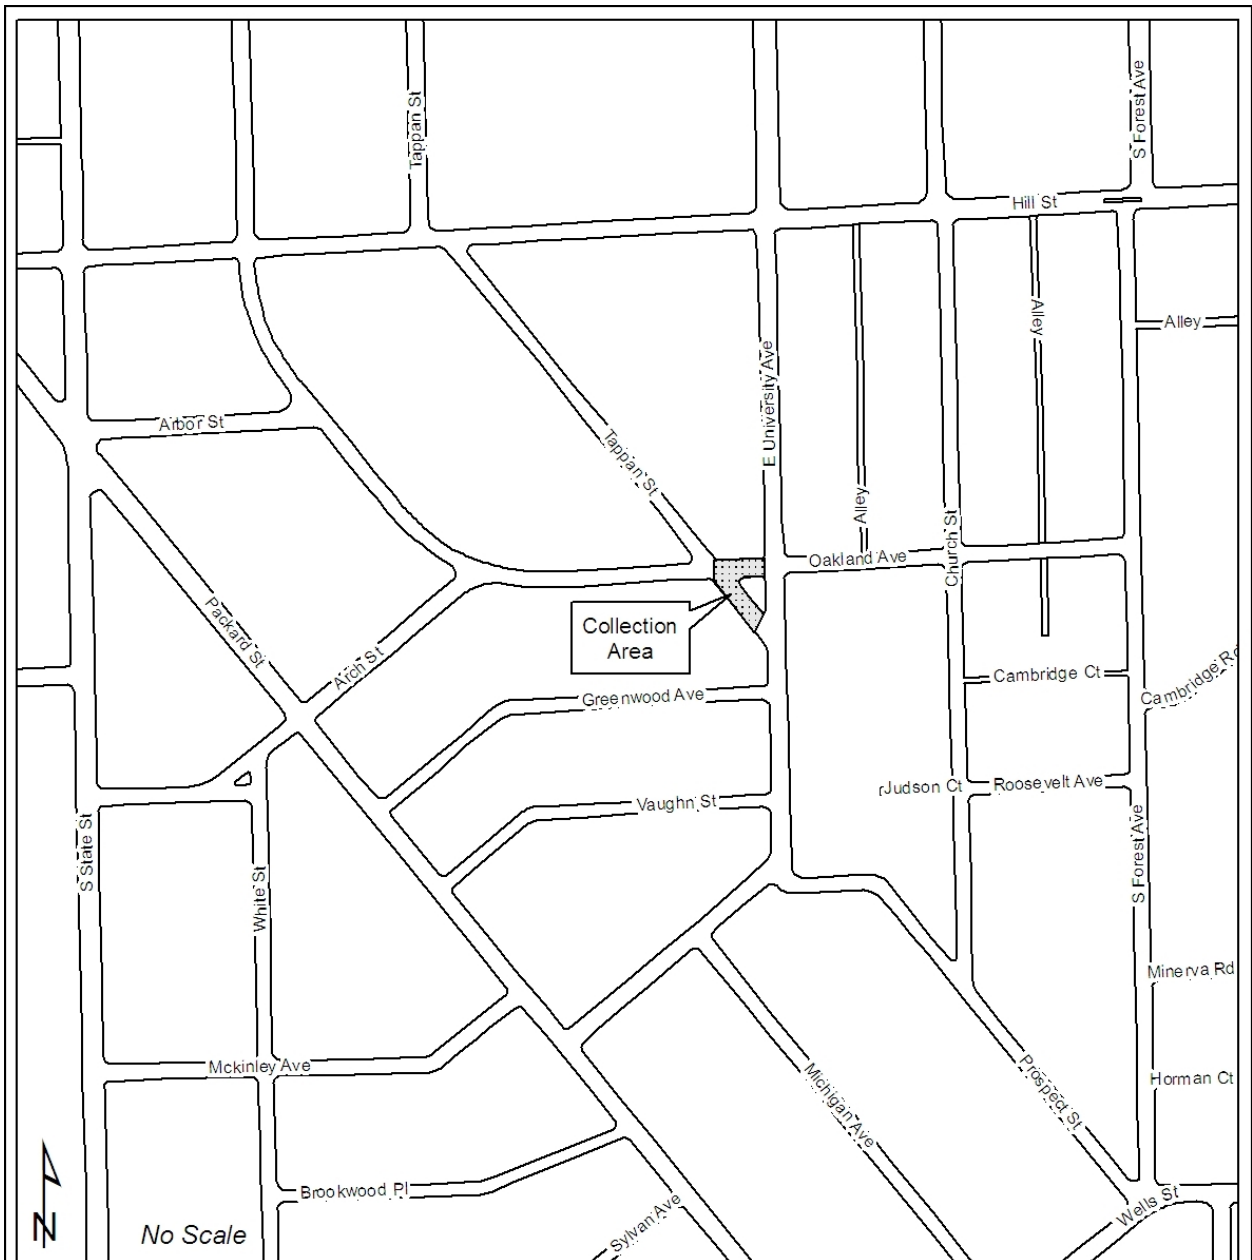 S Forest Ave
Tappan St
Hill St
Alley
Alley
E University Ave
Arbor St
Tappan St
Alley
Church St
Oakland Ave
Collection
Area
Packard St
Arch St
Greenwood Ave
Cambridge Ct
Cambridge Rd
rJudson Ct
Roosevelt Ave
Vaughn St
S State St
White St
S Forest Ave
Minerva Rd
Mckinley Ave
Michigan Ave
Prospect St
Horman Ct
Brookwood Pl
Sylvan Ave
Wells St
N
No Scale